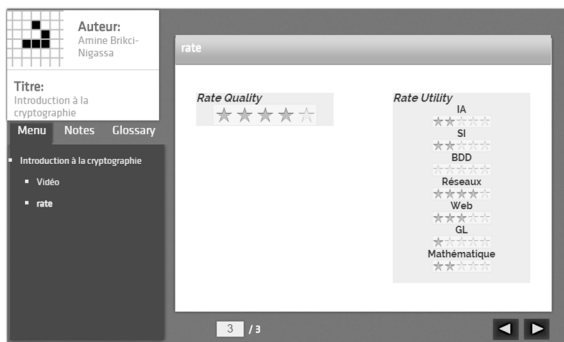 Auteur:
Amine Brikci-
Nigassa
Titre:
Introduction à la
cryptographie
Menu Notes Glossary
Introduction à la cryptographie
Vidéo
rate
rate
Rate Quality
Rate Utility
IA
SI
BDD
Réseaux
Web
GL
Mathématique
3 / 3